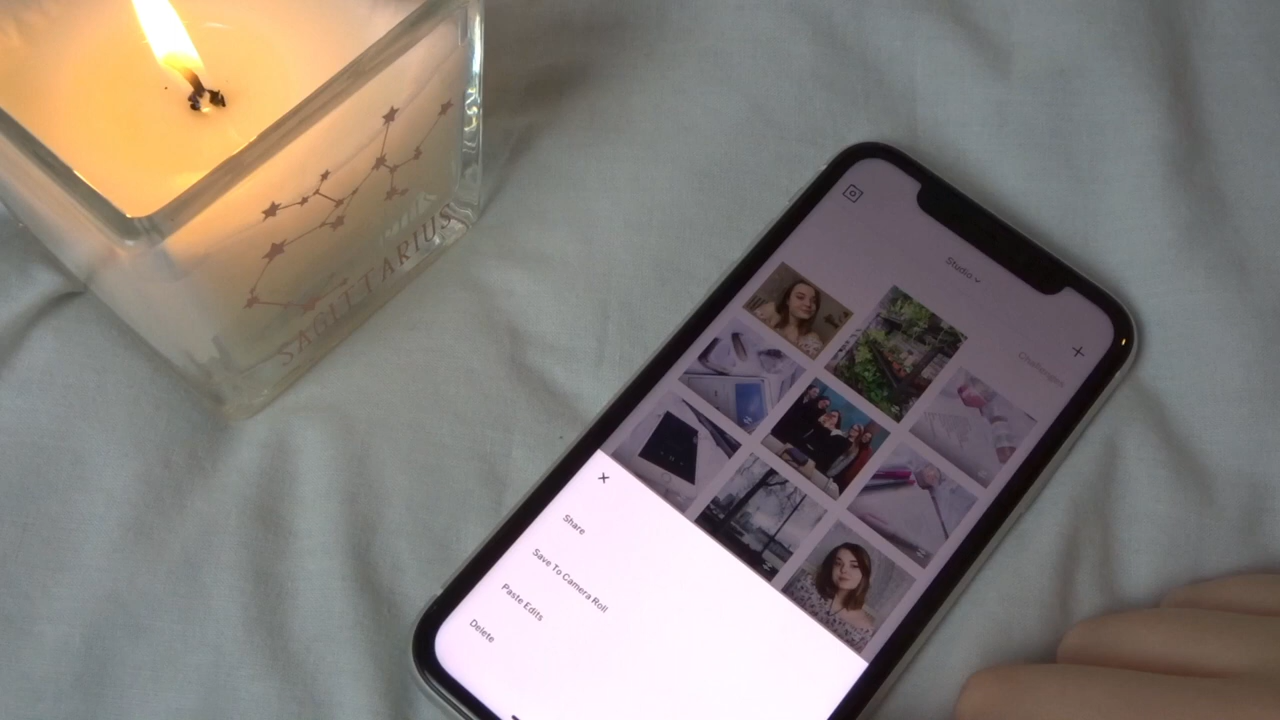 SAGITTARIUS
Studio
Challenges
Share
Save To Camera Roll
Paste Edits
Delete